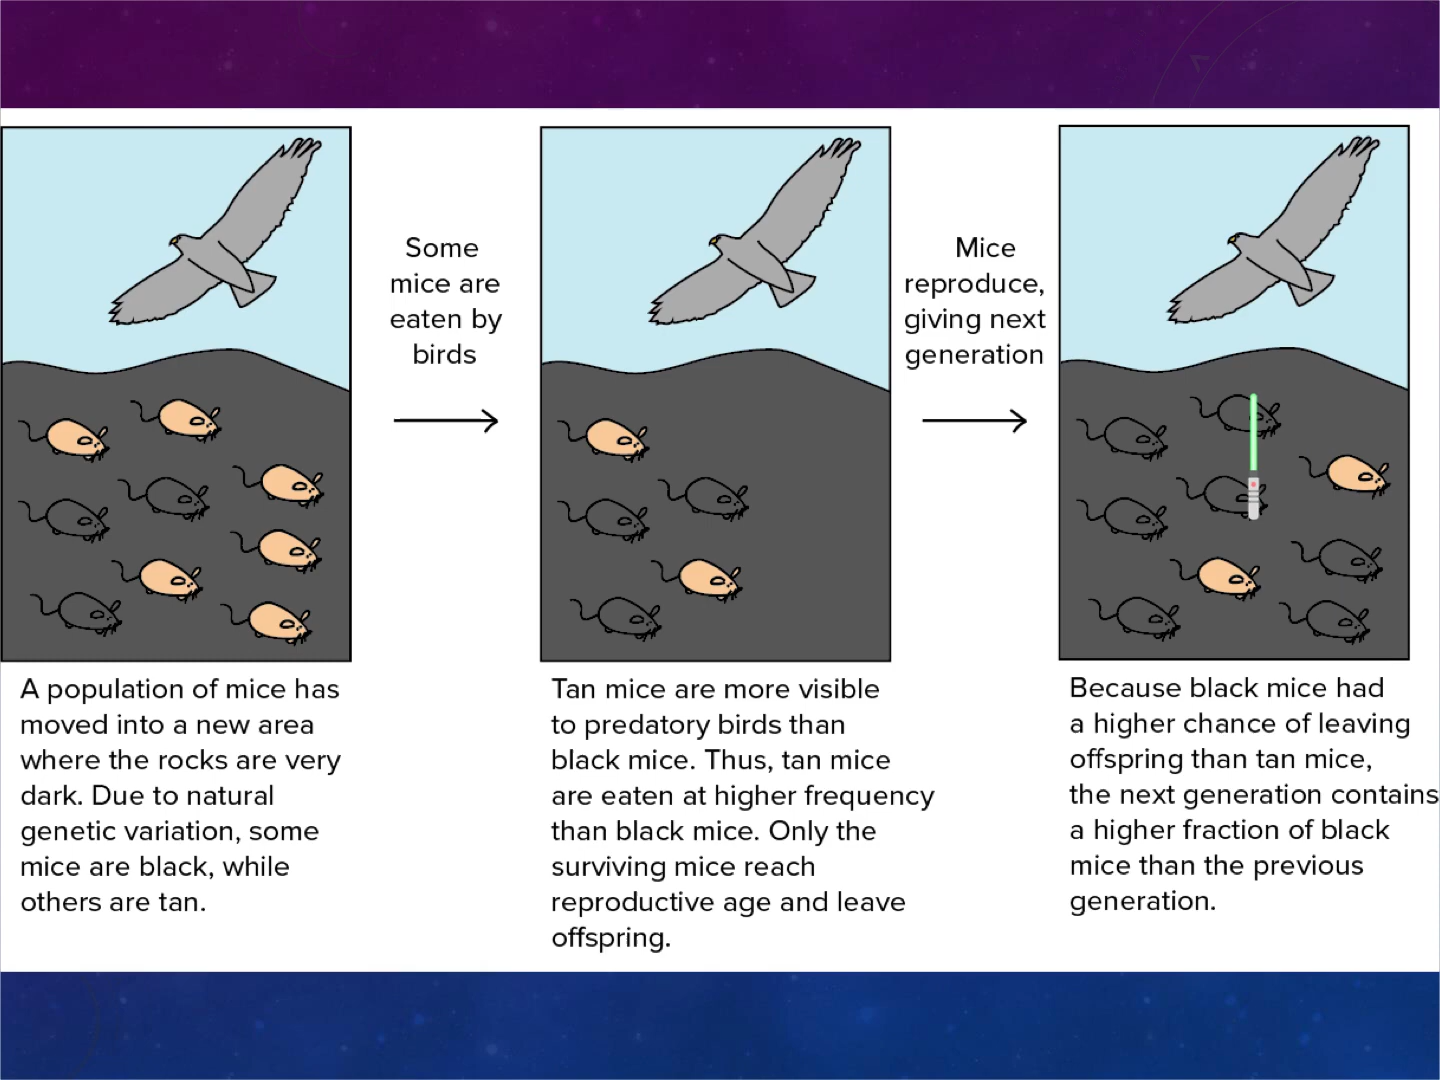 Some
mice are
eaten by
birds
Mice
reproduce,
giving next
generation
A population of mice has
moved into a new area
where the rocks are very
dark. Due to natural
genetic variation, some
mice are black, while
others are tan.
Tan mice are more visible
to predatory birds than
black mice. Thus, tan mice
are eaten at higher frequency
than black mice. Only the
surviving mice reach
reproductive age and leave
offspring.
Because black mice had
a higher chance of leaving
offspring than tan mice,
the next generation contains
a higher fraction of black
mice than the previous
generation.